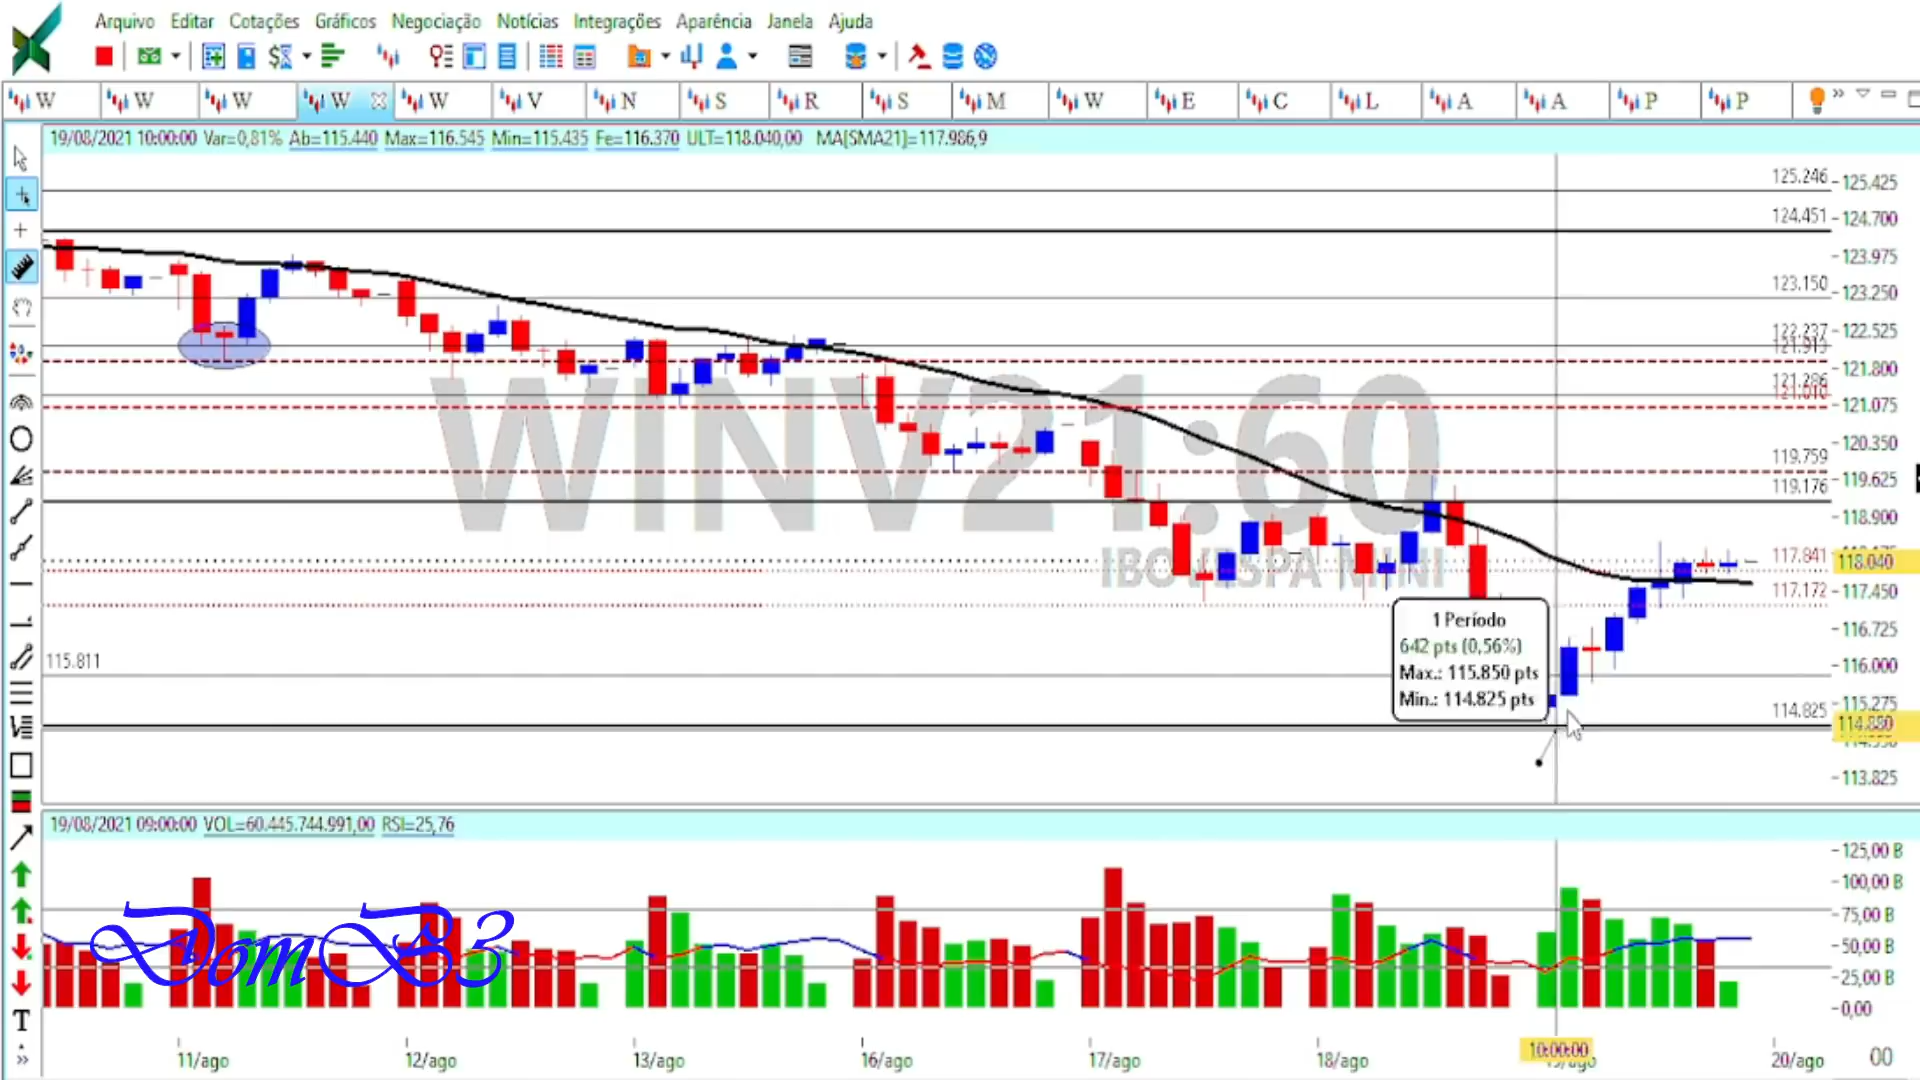 Arquivo Editar Cotações Gráficos Negociação Notícias Integrações Aparência Janela Ajuda
W W W W W V N S R S M W E C L A A P P
19/08/2021 10:00:00 Var=0,81% Ab=115.440 Max=116.545 Min=115.435 Fe=116.370 ULT=118.040,00 MA[SMA21]=117.986,9
125.246
125.425
124.451
124.700
123.975
123.150
123.250
122.237
122.525
121.913
121.800
121.286
121.010
121.075
WINV21:60
120.350
119.759
119.625
119.176
118.900
IBOVESPA MINI
117.841
118.040
117.172
117.450
1 Período
642 pts (0,56%)
Max.: 115.850 pts
Min.: 114.825 pts
116.725
115.811
116.000
115.275
114.825
114.880
113.825
19/08/2021 09:00:00 VOL=60.445.744.991,00 RSI=25,76
125,00 B
100,00 B
75,00 B
50,00 B
25,00 B
0,00
DomB3
T
11/ago 12/ago 13/ago 16/ago 17/ago 18/ago 10:00:00 20/ago 00